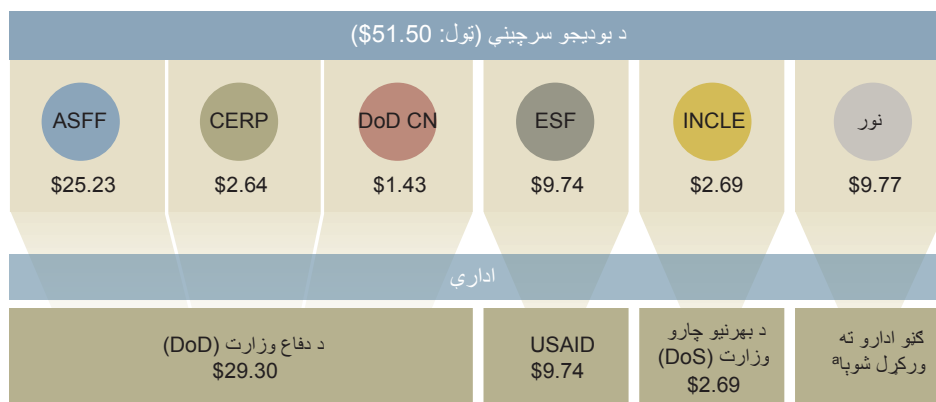 د بودیجو سرچینې (ټول: 51.50$)
ASFF
CERP
DoD CN
ESF
INCLE
نور
$25.23
$2.64
$1.43
$9.74
$2.69
$9.77
ادارې
د دفاع وزارت (DoD)
$29.30
USAID
$9.74
د بهرنیو چارو
وزارت (DoS)
$2.69
ګڼو ادارو ته
ورکړل شویa